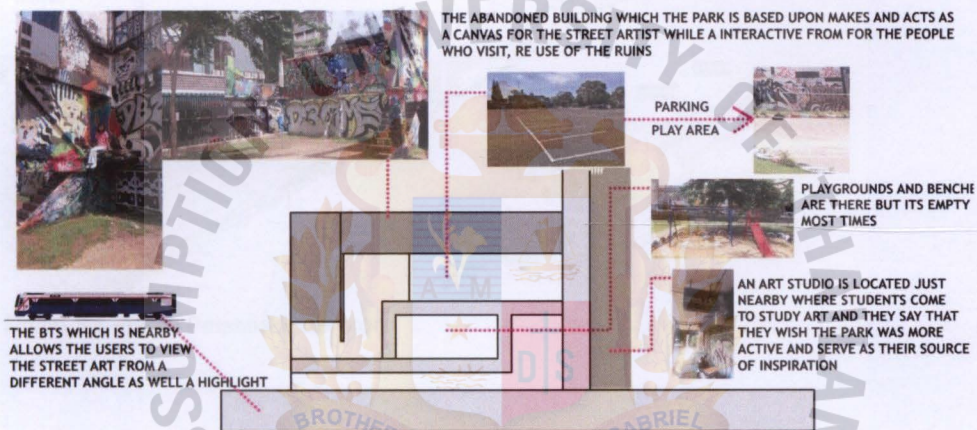 THE ABANDONED BUILDING WHICH THE PARK IS BASED UPON MAKES AND ACTS AS
A CANVAS FOR THE STREET ARTIST WHILE A INTERACTIVE FROM FOR THE PEOPLE
WHO VISIT, RE USE OF THE RUINS
PARKING
PLAY AREA
PLAYGROUNDS AND BENCHE
ARE THERE BUT ITS EMPTY
MOST TIMES
AN ART STUDIO IS LOCATED JUST
NEARBY WHERE STUDENTS COME
TO STUDY ART AND THEY SAY THAT
THEY WISH THE PARK WAS MORE
ACTIVE AND SERVE AS THEIR SOURCE
OF INSPIRATION
THE BTS WHICH IS NEARBY
ALLOWS THE USERS TO VIEW
THE STREET ART FROM A
DIFFERENT ANGLE AS WELL A HIGHLIGHT
A M
D S
BROTHER
ABRIEL